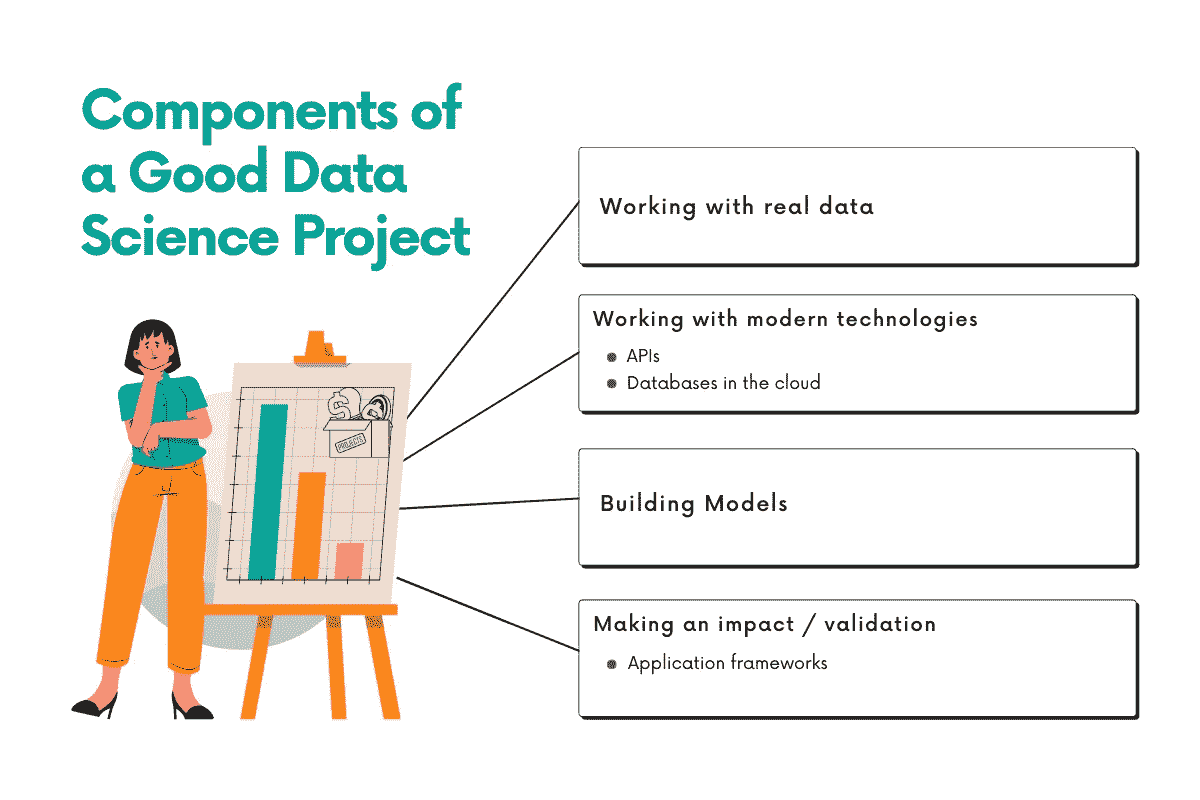 Components of
a Good Data
Science Project
Working with real data
Working with modern technologies
APIs
Databases in the cloud
Building Models
Making an impact / validation
Application frameworks
$
PROJECTS